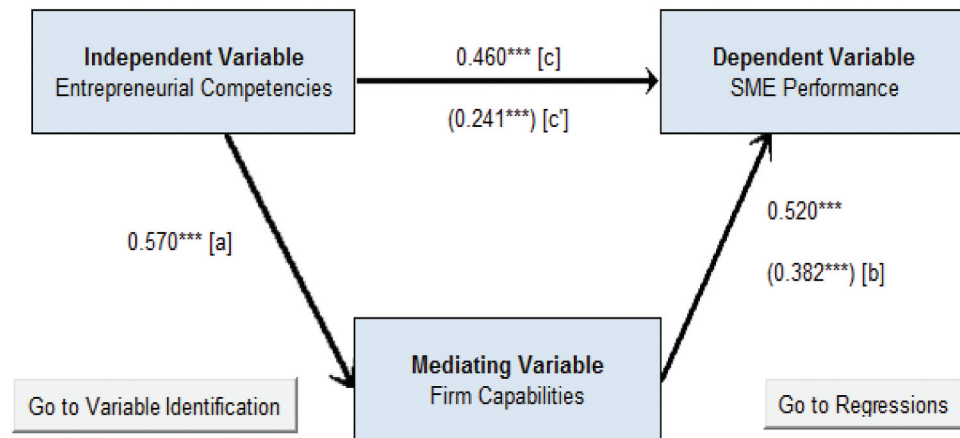 Independent Variable
Entrepreneurial Competencies
0.460*** [c]
(0.241***) [c']
Dependent Variable
SME Performance
0.570*** [a]
0.520***
(0.382***) [b]
Mediating Variable
Firm Capabilities
Go to Variable Identification
Go to Regressions